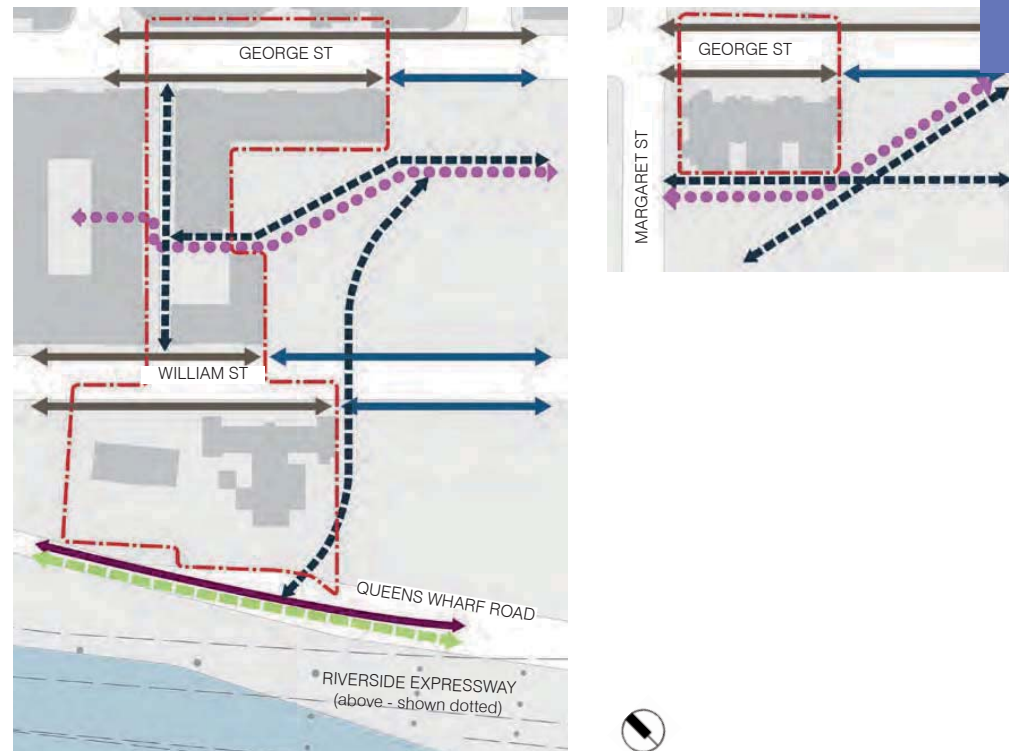 GEORGE ST
WILLIAM ST
QUEENS WHARF ROAD
RIVERSIDE EXPRESSWAY
(above - shown dotted)
GEORGE ST
MARGARET ST